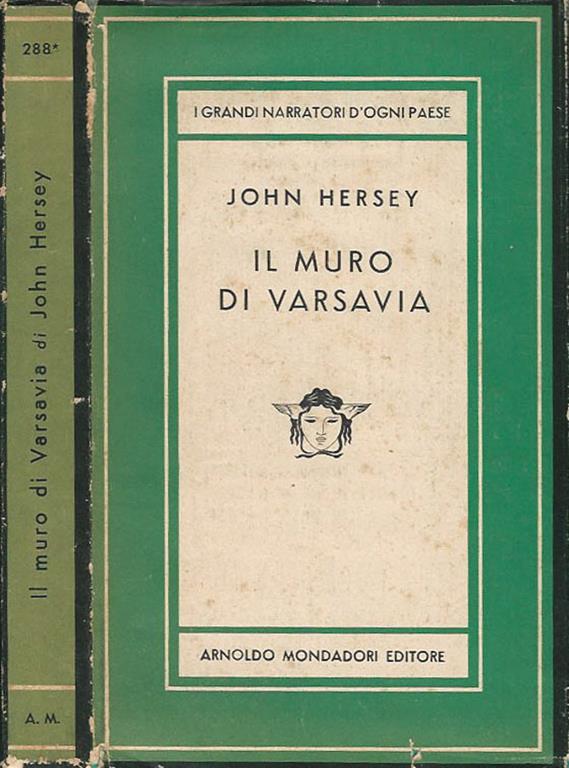 288*
Il muro di Varsavia di John Hersey
A. M.
I GRANDI NARRATORI D'OGNI PAESE
JOHN HERSEY
IL MURO
DI VARSAVIA
ARNOLDO MONDADORI EDITORE